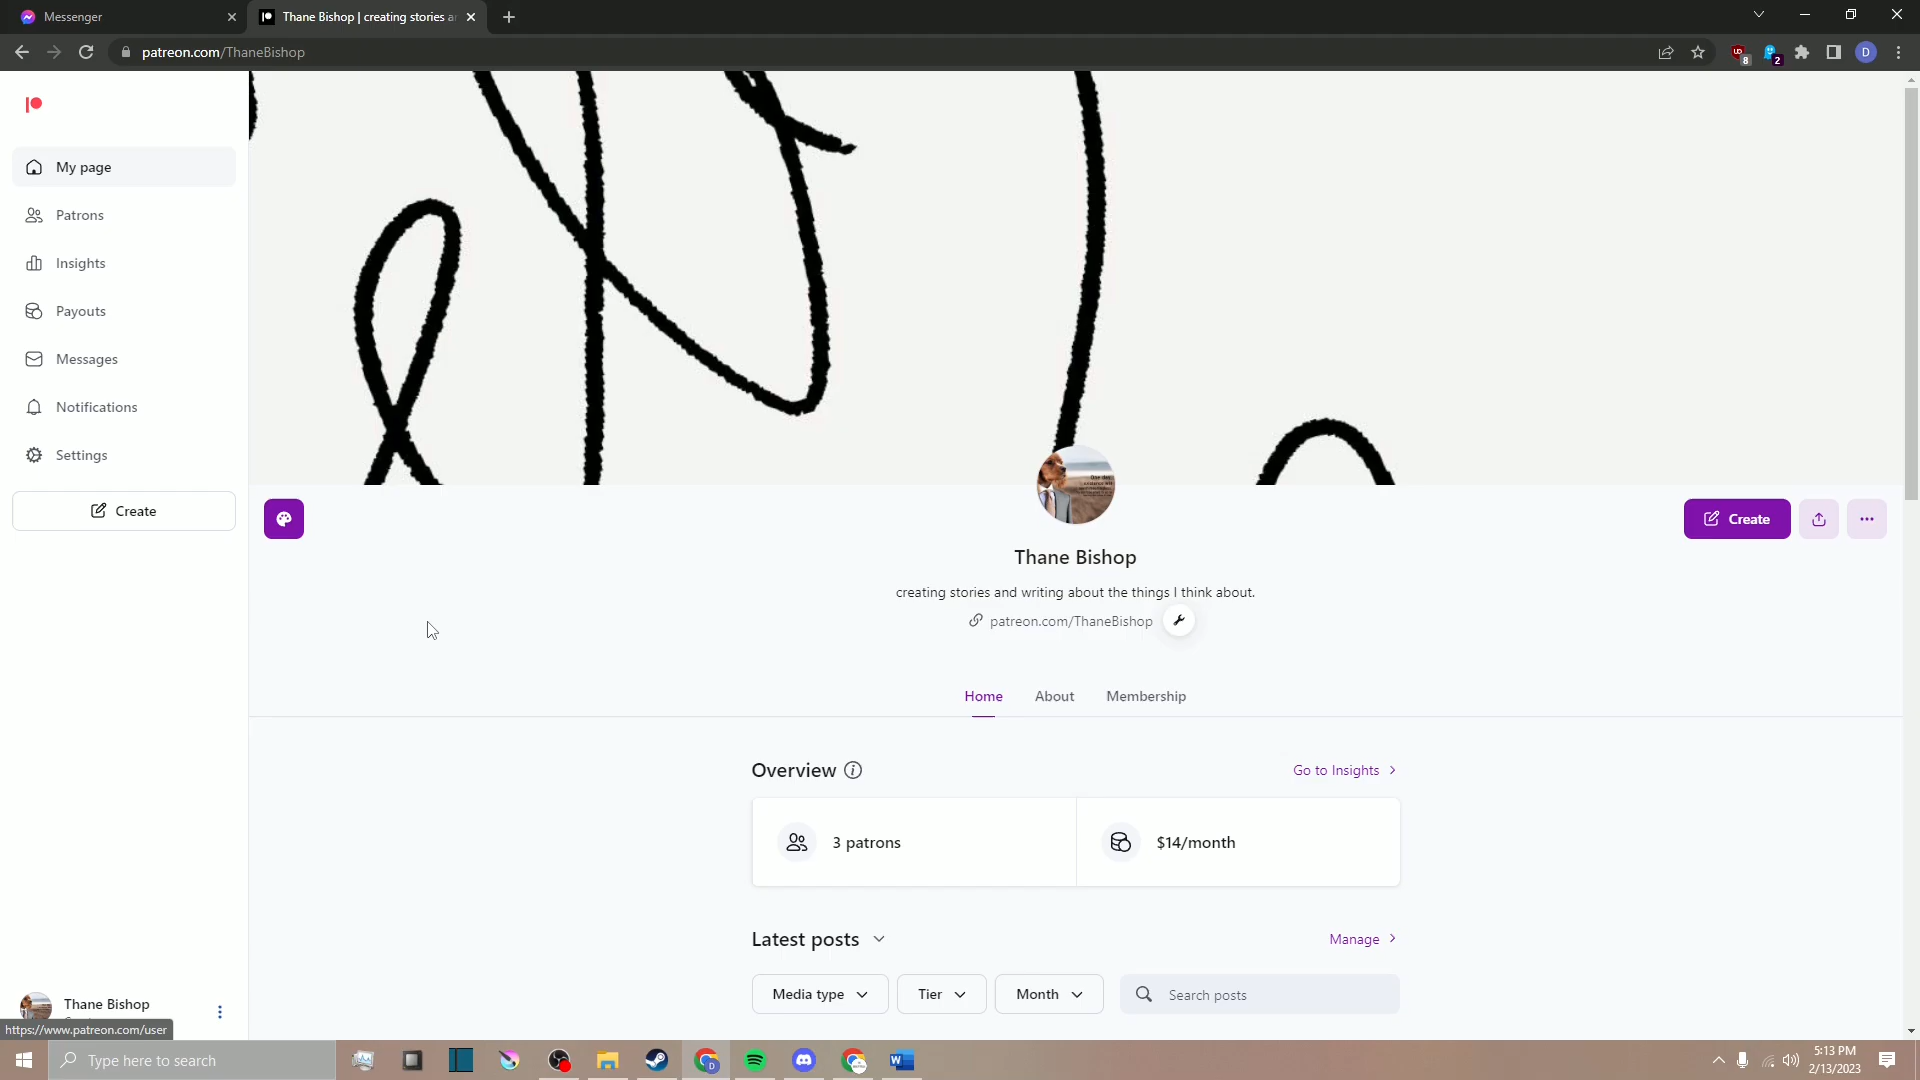 Messenger
Thane Bishop | creating stories ar
patreon.com/ThaneBishop
8
2
D
My page
Patrons
Insights
Payouts
Messages
Notifications
Settings
Create
Create
Thane Bishop
creating stories and writing about the things I think about.
patreon.com/ThaneBishop
Home
About
Membership
Overview
Go to Insights
3 patrons
$14/month
Latest posts
Manage
Media type
Tier
Month
Search posts
Thane Bishop
https://www.patreon.com/user
Type here to search
5:13 PM
2/13/2023